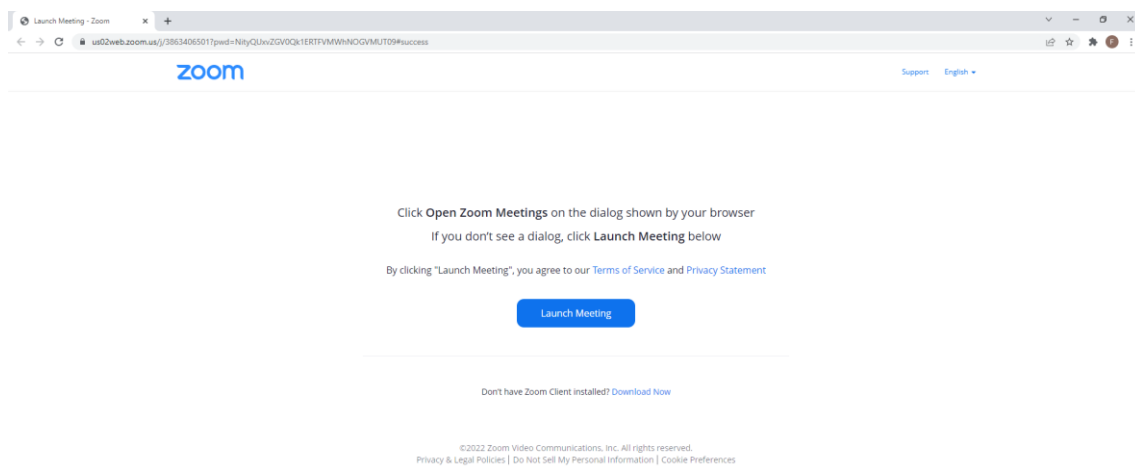 Launch Meeting - Zoom
us02web.zoom.us/j/3863406501?pwd=NityQUxvZGV0Qk1ERTFVMWhNOGVMUT09#success
zoom
Support English
Click Open Zoom Meetings on the dialog shown by your browser
If you don't see a dialog, click Launch Meeting below
By clicking "Launch Meeting", you agree to our Terms of Service and Privacy Statement
Launch Meeting
Don't have Zoom Client installed? Download Now
©2022 Zoom Video Communications, Inc. All rights reserved.
Privacy & Legal Policies | Do Not Sell My Personal Information | Cookie Preferences